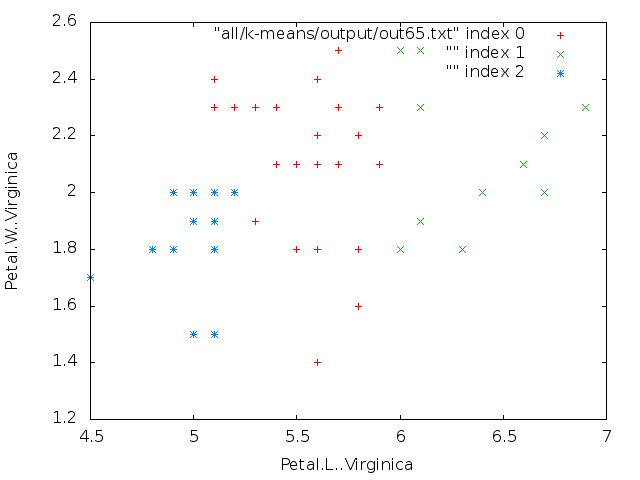 2.6
"all/k-means/output/out65.txt" index 0
"" index 1
"" index 2
2.4
2.2
2
1.8
1.6
1.4
1.2
Petal.W..Virginica
4.5 5 5.5 6 6.5 7
Petal.L..Virginica